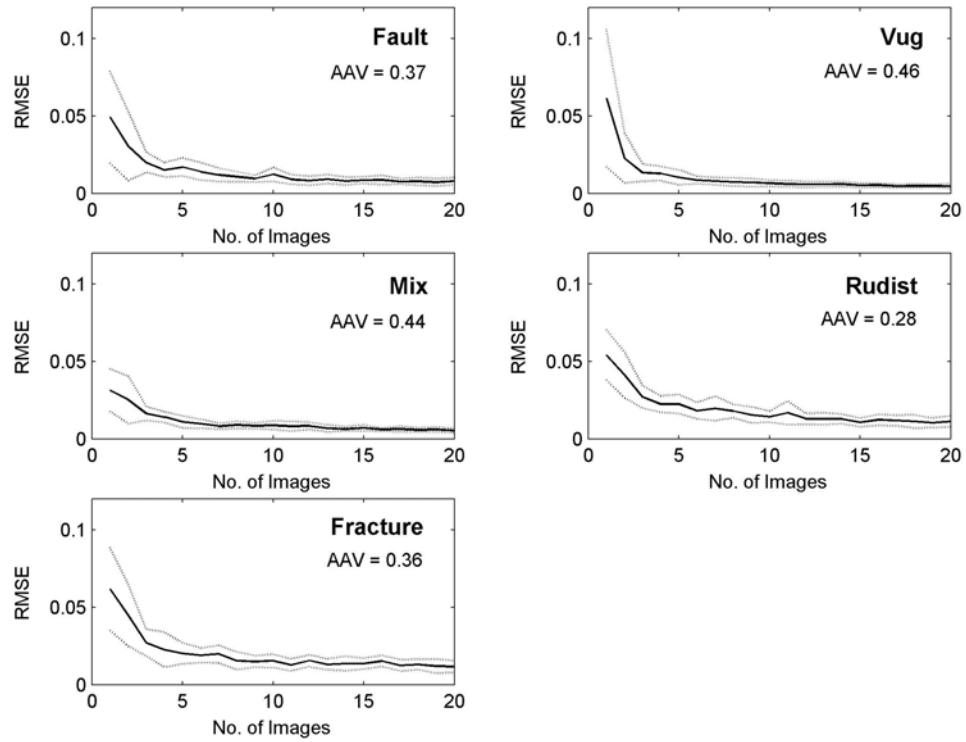 Fault
AAV = 0.37
RMSE
0.1
0.05
0
0 5 10 15 20
No. of Images
Vug
AAV = 0.46
RMSE
0.1
0.05
0
0 5 10 15 20
No. of Images
Mix
AAV = 0.44
RMSE
0.1
0.05
0
0 5 10 15 20
No. of Images
Rudist
AAV = 0.28
RMSE
0.1
0.05
0
0 5 10 15 20
No. of Images
Fracture
AAV = 0.36
RMSE
0.1
0.05
0
0 5 10 15 20
No. of Images